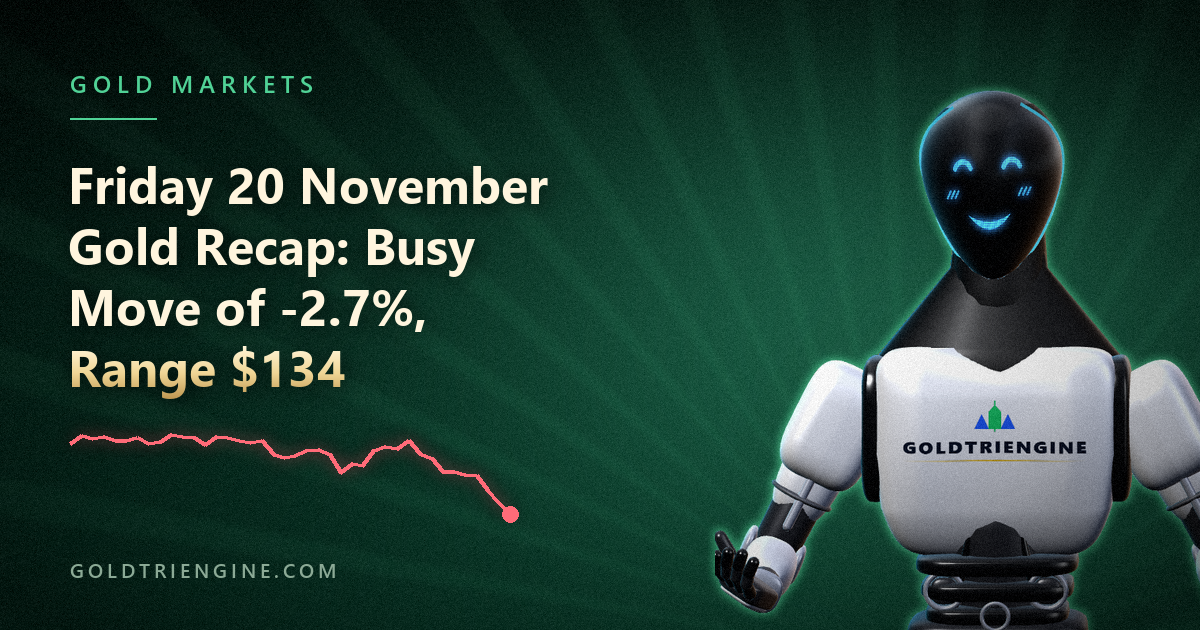 GOLD MARKETS
Friday 20 November
Gold Recap: Busy
Move of -2.7%,
Range $134
GOLDTRIENGINE
GOLDTRIENGINE.COM